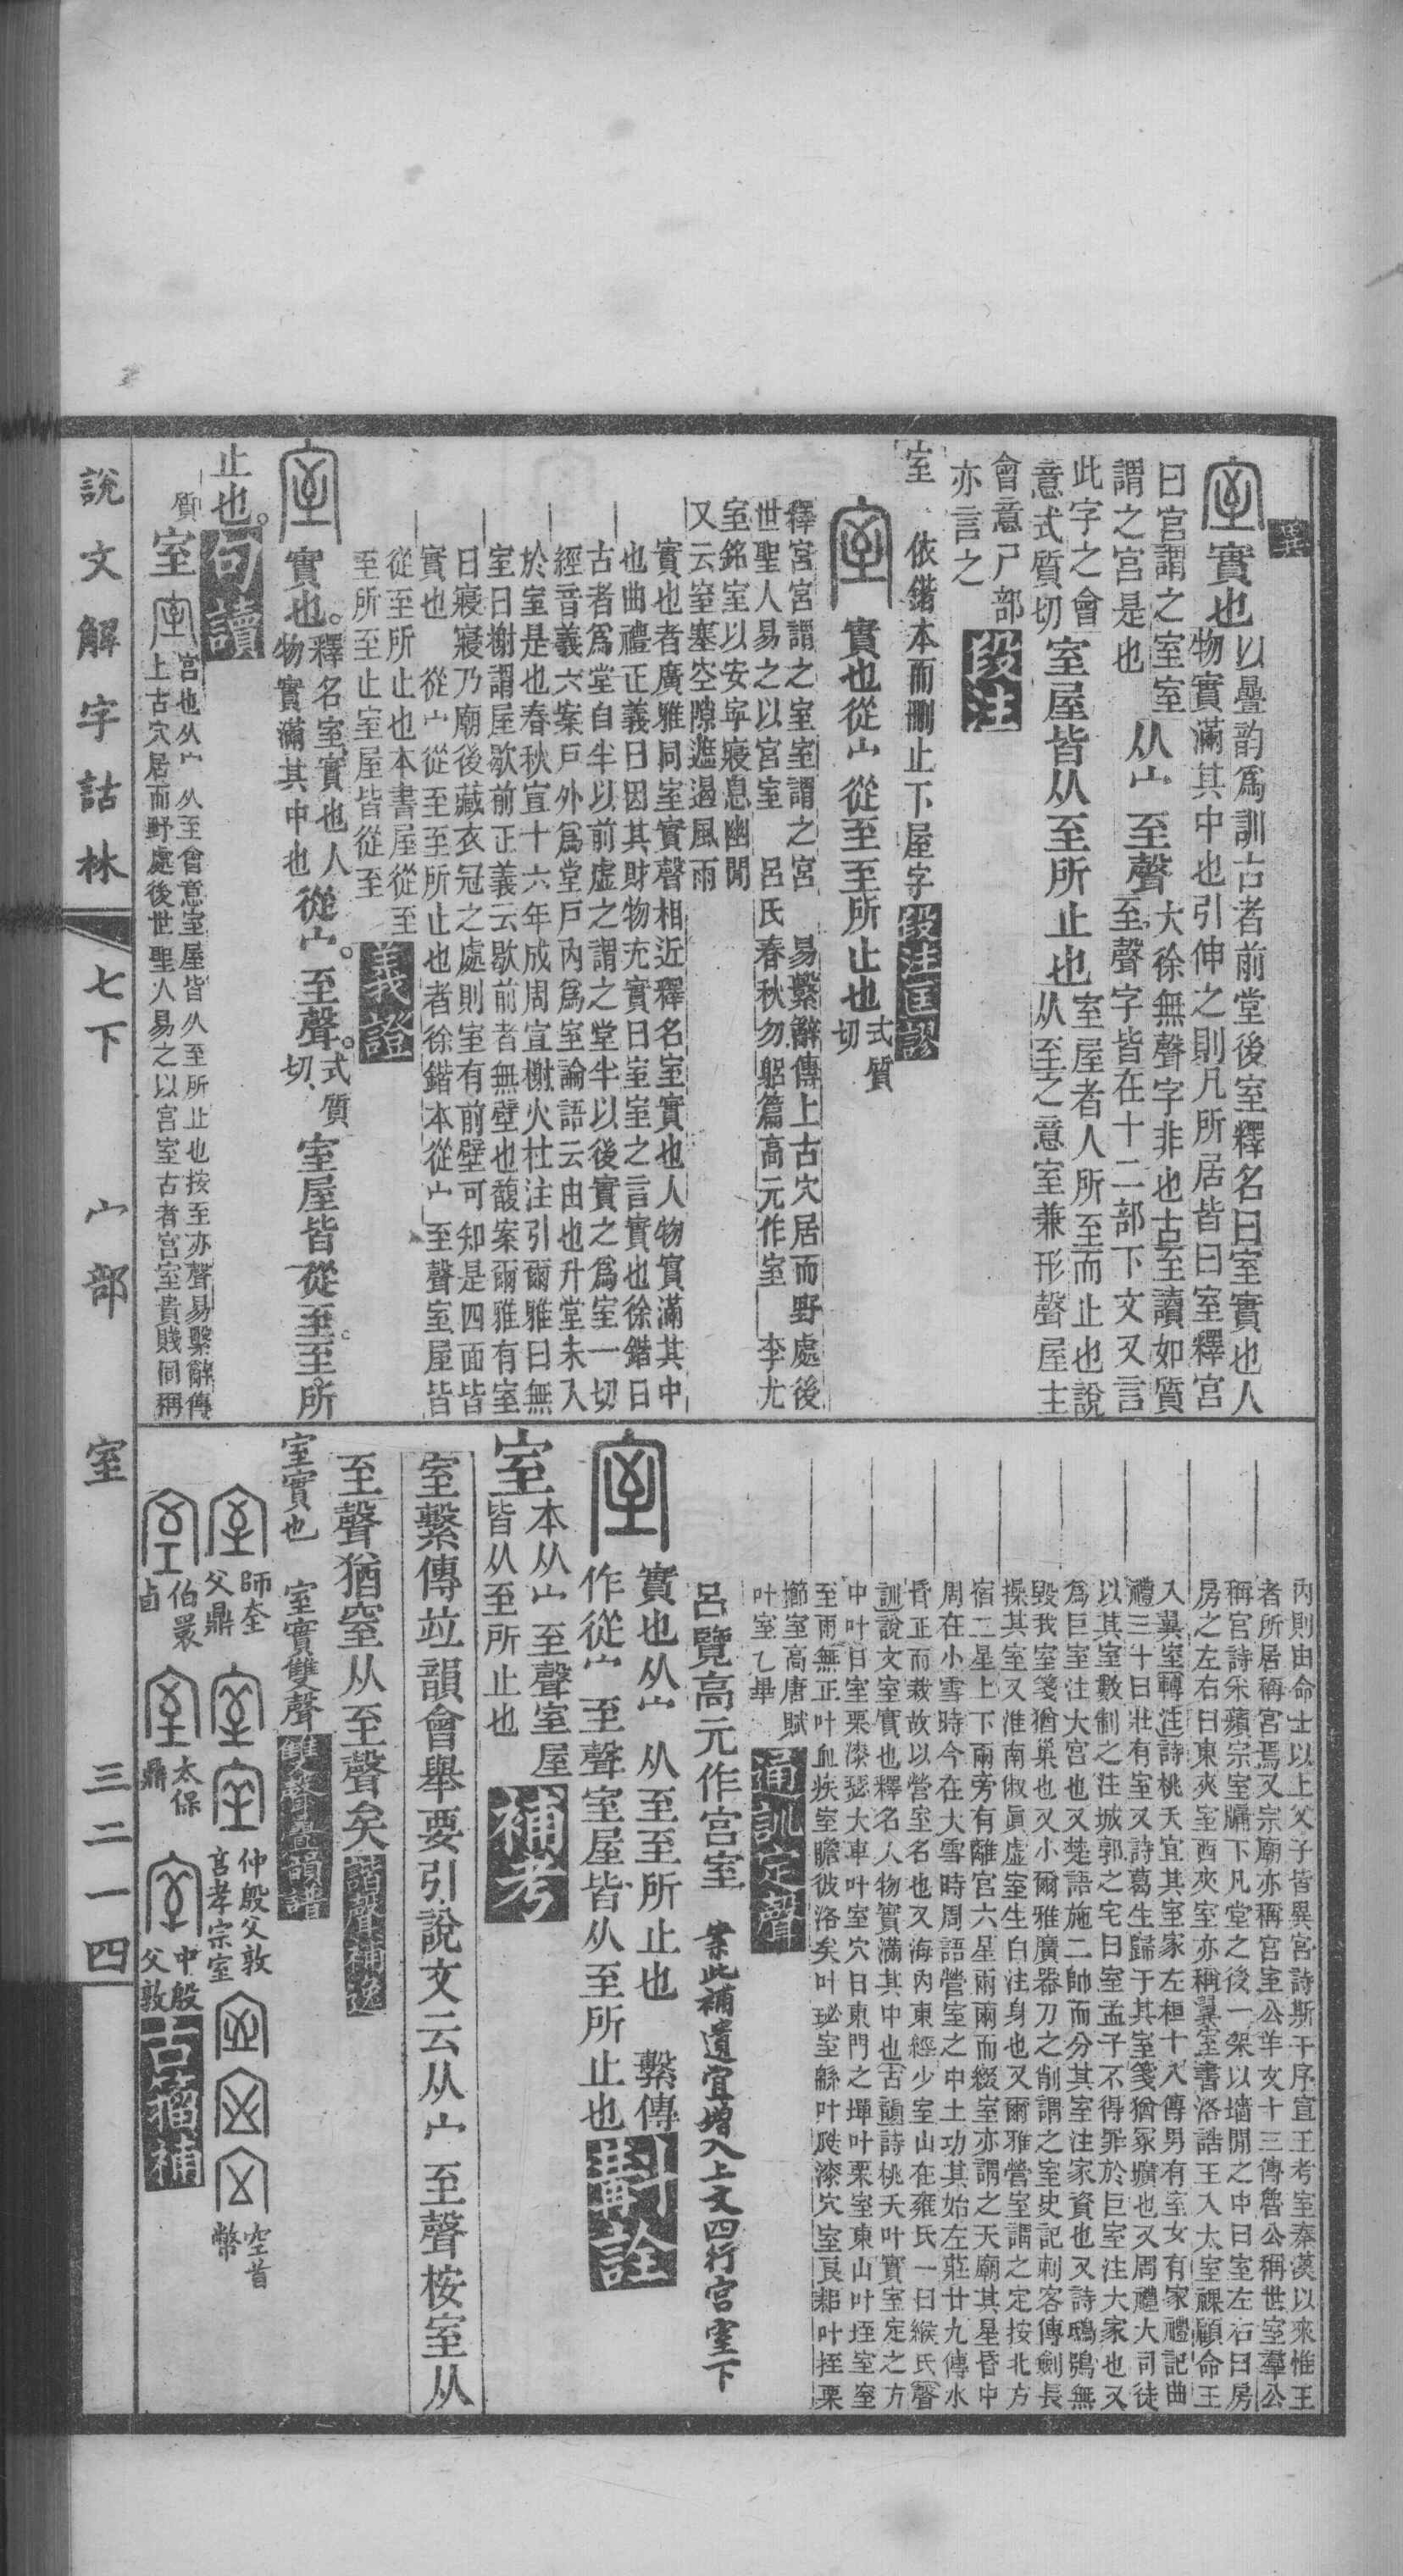 室實也以疊韵爲訓古者前堂後室釋名曰室實也人
物實滿其中也引伸之則凡所居皆曰室釋宮
曰宮謂之室室
謂之宮是也从宀至聲大徐無聲字非也古至讀如質
至聲字皆在十二部下文又言
此字之會
意式質切室屋皆从至所止也室屋者人所至而止也說
从至之意室兼形聲屋主
會意尸部
亦言之段注
室依鍇本而刪止下屋字段注匡謬
室實也從宀從至至所止也式質
切
釋宮宮謂之室室謂之宮 易繫辭傳上古穴居而野處後
世聖人易之以宮室 呂氏春秋勿躬篇高元作室 李尤
室銘室以安寜寢息幽閒
又云窒塞空隙遮遏風雨
實也者廣雅同室實聲相近釋名室實也人物實滿其中
也曲禮正義曰因其財物充實曰室室之言實也徐鍇曰
古者爲堂自半以前虛之謂之堂半以後實之爲室一切
經音義六案戸外爲堂戸內爲室論語云由也升堂未入
於室是也春秋宣十六年成周宣榭火杜注引爾雅曰無
室曰榭謂屋歇前正義云歇前者無壁也馥案爾雅有室
曰寢寢乃廟後藏衣冠之處則室有前壁可知是四面皆
實也 從宀從至至所止也者徐鍇本從宀至聲室屋皆
從至所止也本書屋從至
至所至止室屋皆從至義證
室實也。釋名室實也人
物實滿其中也從宀。至聲。式質
切、室屋皆從至。至所
止也。句讀
質室室宮也从宀从至會意室屋皆从至所止也按至亦聲易繫辭傳
上古穴居而野處後世聖人易之以宮室古者宮室貴賤同稱
內則由命士以上父子皆異宮詩斯干序宣王考室秦漢以來惟王
者所居稱宮焉又宗廟亦稱宮室公羊文十三傳魯公稱世室羣公
稱宮詩采蘋宗室牖下凡堂之後一架以墻閒之中曰室左右曰房
房之左右曰東夾室西夾室亦稱翼室書洛誥王入太室祼顧命王
入翼室轉注詩桃夭宜其室家左桓十八傳男有室女有家禮記曲
禮三十曰壯有室又詩葛生歸于其室箋猶冢壙也又周禮大司徒
以其室數制之注城郭之宅曰室孟子不得罪於巨室注大家也又
爲巨室注大宮也又楚語施二帥而分其室注家資也又詩鴟鴞無
毀我室箋猶巢也又小爾雅廣器刀之削謂之室史記刺客傳劍長
操其室又淮南俶眞虛室生白注身也又爾雅營室謂之定按北方
宿二星上下兩旁有離宮六星兩兩而綴室亦謂之天廟其星昏中
周在小雪時今在大雪時周語營室之中土功其始左莊廿九傳水
昏正而栽故以營室名也又海內東經少室山在雍氏一曰緱氏聲
訓說文室實也釋名人物實滿其中也古韻詩桃夭叶實室定之方
中叶日室栗漆瑟大車叶室穴日東門之墠叶栗室東山叶垤室窒
至雨無正叶血疾室瞻彼洛矣叶珌室緜叶瓞漆穴室良耜叶挃栗
櫛室高唐賦
叶室乙畢通訓定聲
呂覽高元作宮室 案此補遺宜增入上文四行宮室下
室實也从宀从至至所止也 繫傳
作從宀至聲室屋皆从至所止也斠詮
室本从宀至聲室屋
皆从至所止也補考
室繫傳竝韻會舉要引說文云从宀至聲桉室从
至聲猶窒从至聲矣諧聲補逸
室實也 室實雙聲雙聲疊韻譜
師奎
父鼎
仲殷父敦
㝬孝宗室
空首
幣
伯睘
卣
太保
鼎
中殷
父敦古籀補
說文解字詁林 七下 宀部 室 三二一四